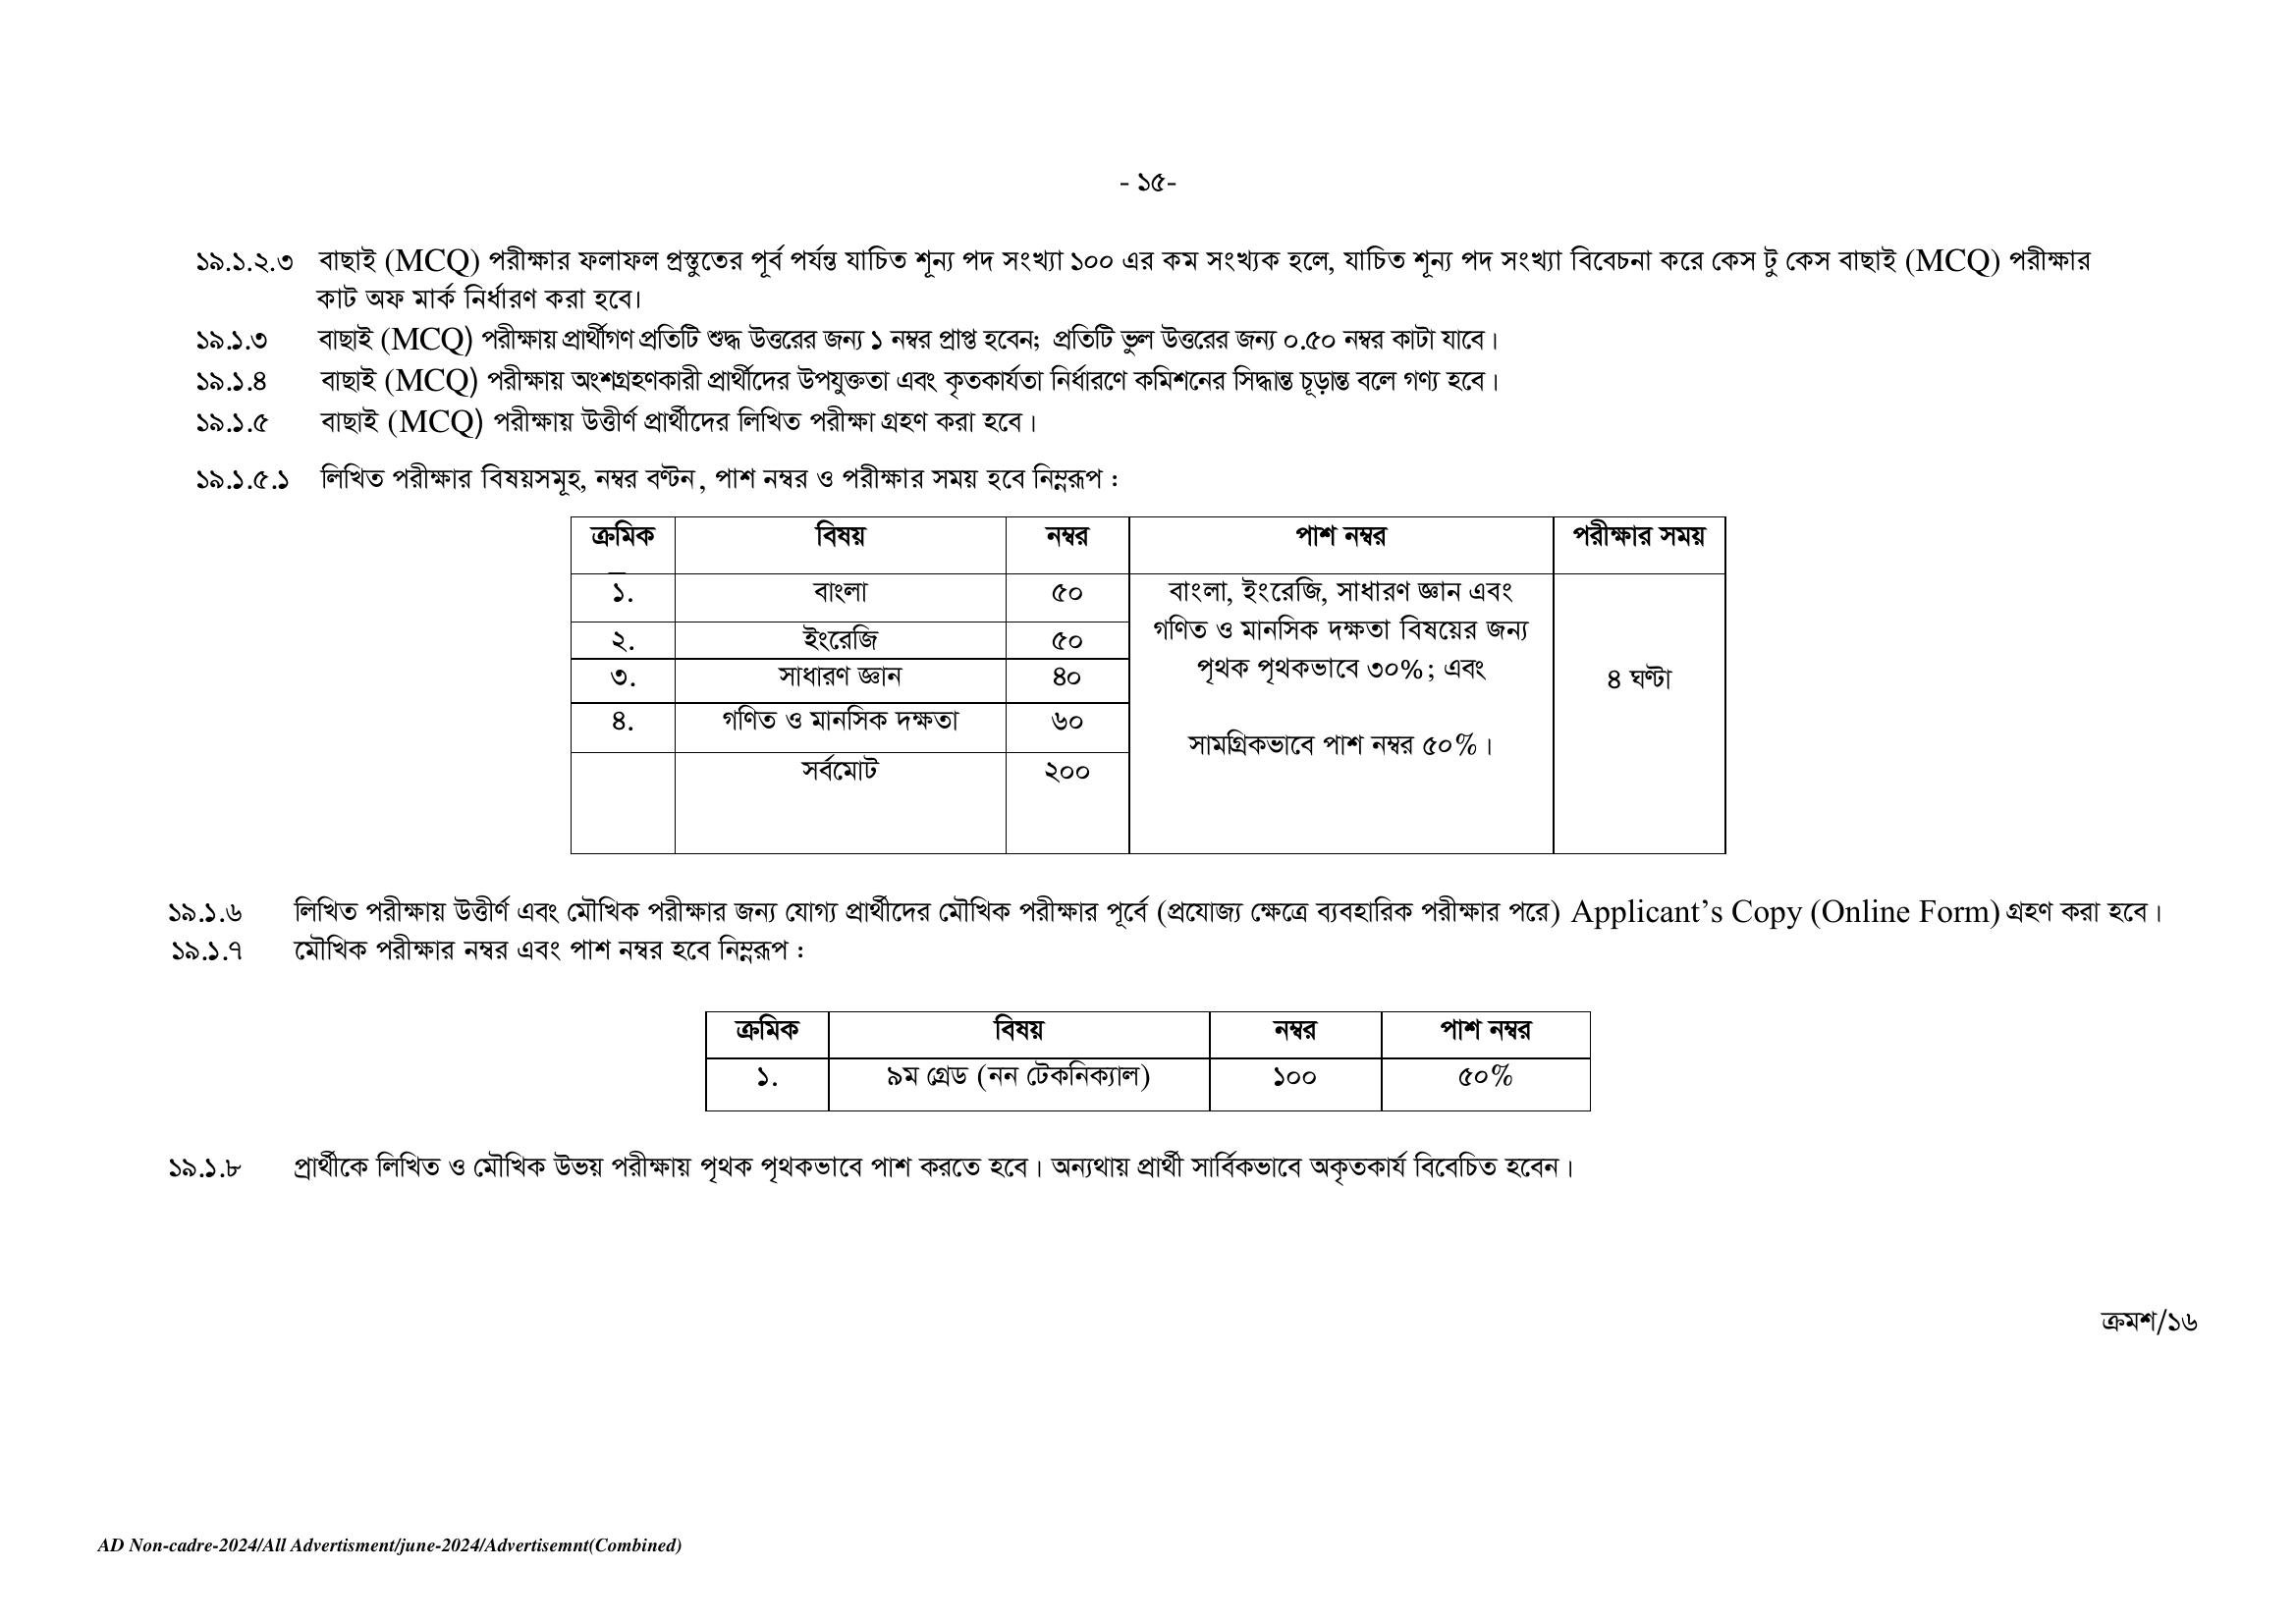 - ১৫-
১৯.১.২.৩ বাছাই (MCQ) পরীক্ষার ফলাফল প্রস্তুতের পূর্ব পর্যন্ত যাচিত শূন্য পদ সংখ্যা ১০০ এর কম সংখ্যক হলে, যাচিত শূন্য পদ সংখ্যা বিবেচনা করে কেস টু কেস বাছাই (MCQ) পরীক্ষার
কাট অফ মার্ক নির্ধারণ করা হবে।
১৯.১.৩ বাছাই (MCQ) পরীক্ষায় প্রার্থীগণ প্রতিটি শুদ্ধ উত্তরের জন্য ১ নম্বর প্রাপ্ত হবেন; প্রতিটি ভুল উত্তরের জন্য ০.৫০ নম্বর কাটা যাবে।
১৯.১.৪ বাছাই (MCQ) পরীক্ষায় অংশগ্রহণকারী প্রার্থীদের উপযুক্ততা এবং কৃতকার্যতা নির্ধারণে কমিশনের সিদ্ধান্ত চূড়ান্ত বলে গণ্য হবে।
১৯.১.৫ বাছাই (MCQ) পরীক্ষায় উত্তীর্ণ প্রার্থীদের লিখিত পরীক্ষা গ্রহণ করা হবে।
১৯.১.৫.১ লিখিত পরীক্ষার বিষয়সমূহ, নম্বর বণ্টন, পাশ নম্বর ও পরীক্ষার সময় হবে নিম্নরূপ :
ক্রমিক বিষয় নম্বর পাশ নম্বর পরীক্ষার সময়
১. বাংলা ৫০ বাংলা, ইংরেজি, সাধারণ জ্ঞান এবং
২. ইংরেজি ৫০ গণিত ও মানসিক দক্ষতা বিষয়ের জন্য
৩. সাধারণ জ্ঞান ৪০ পৃথক পৃথকভাবে ৩০%; এবং ৪ ঘণ্টা
৪. গণিত ও মানসিক দক্ষতা ৬০ সামগ্রিকভাবে পাশ নম্বর ৫০%।
সর্বমোট ২০০
১৯.১.৬ লিখিত পরীক্ষায় উত্তীর্ণ এবং মৌখিক পরীক্ষার জন্য যোগ্য প্রার্থীদের মৌখিক পরীক্ষার পূর্বে (প্রযোজ্য ক্ষেত্রে ব্যবহারিক পরীক্ষার পরে) Applicant’s Copy (Online Form) গ্রহণ করা হবে।
১৯.১.৭ মৌখিক পরীক্ষার নম্বর এবং পাশ নম্বর হবে নিম্নরূপ :
ক্রমিক বিষয় নম্বর পাশ নম্বর
১. ৯ম গ্রেড (নন টেকনিক্যাল) ১০০ ৫০%
১৯.১.৮ প্রার্থীকে লিখিত ও মৌখিক উভয় পরীক্ষায় পৃথক পৃথকভাবে পাশ করতে হবে। অন্যথায় প্রার্থী সার্বিকভাবে অকৃতকার্য বিবেচিত হবেন।
ক্রমশ/১৬
AD Non-cadre-2024/All Advertisment/june-2024/Advertisemnt(Combined)